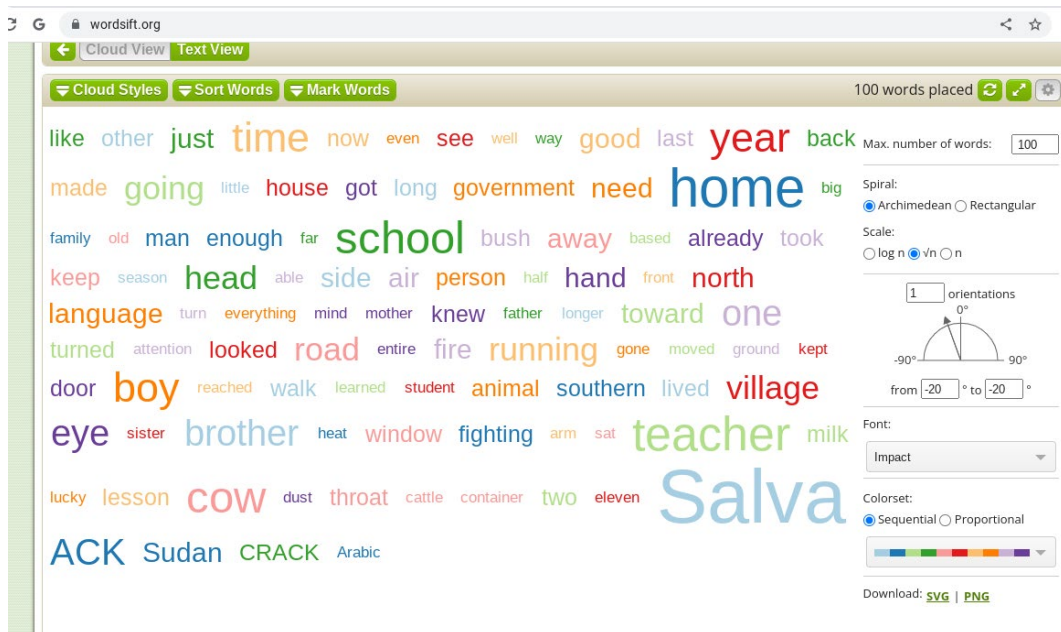 wordsift.org
Cloud View Text View
Cloud Styles Sort Words Mark Words 100 words placed
like other just time now even see well way good last year back
made going little house got long government need home big
family old man enough far school bush away based already took
keep season head able side air person half hand front north
language turn everything mind mother knew father longer toward one
turned attention looked road entire fire running gone moved ground kept
door boy reached walk learned student animal southern lived village
eye sister brother heat window fighting arm sat teacher milk
lucky lesson cow dust throat cattle container two eleven Salva
ACK Sudan CRACK Arabic
Max. number of words: 100
Spiral:
Archimedean Rectangular
Scale:
log n √n n
1 orientations
0°
-90° 90°
from -20 ° to -20 °
Font:
Impact
Colorset:
Sequential Proportional
Download: SVG | PNG